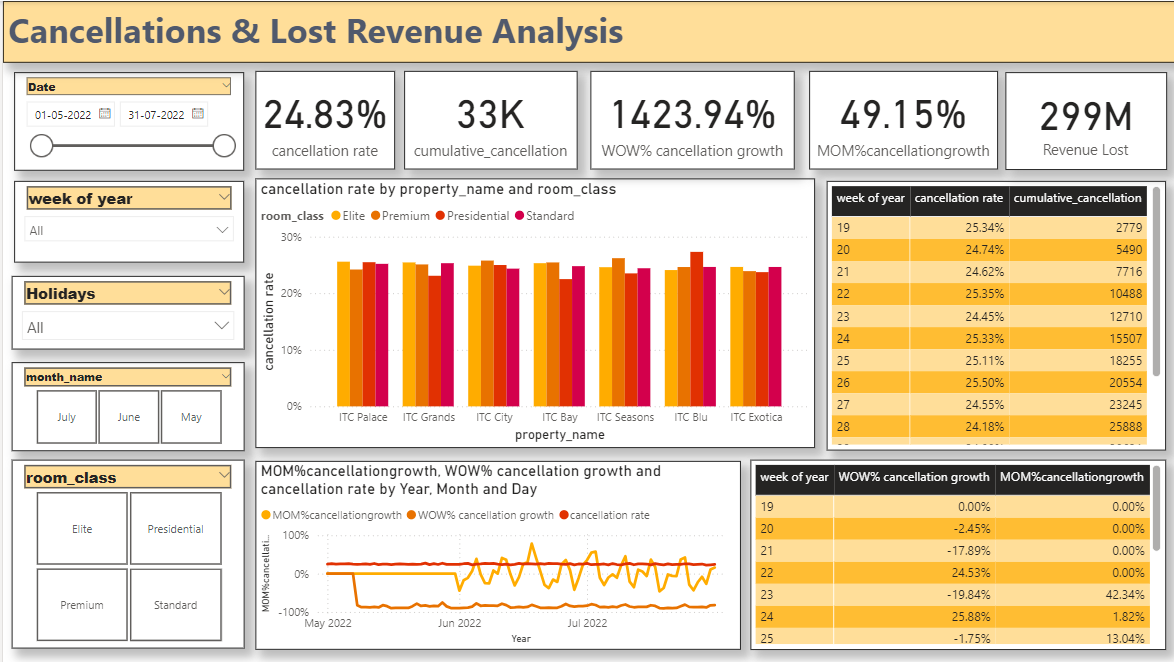 Cancellations & Lost Revenue Analysis
Date
01-05-2022 31-07-2022
24.83%
cancellation rate
33K
cumulative_cancellation
1423.94%
WOW% cancellation growth
49.15%
MOM%cancellationgrowth
299M
Revenue Lost
week of year
All
Holidays
All
month_name
July June May
room_class
Elite Presidential
Premium Standard
cancellation rate by property_name and room_class
room_class Elite Premium Presidential Standard
30%
20%
10%
0%
cancellation rate
ITC Palace ITC Grands ITC City ITC Bay ITC Seasons ITC Blu ITC Exotica
property_name
week of year cancellation rate cumulative_cancellation
19 25.34% 2779
20 24.74% 5490
21 24.62% 7716
22 25.35% 10488
23 24.45% 12710
24 25.33% 15507
25 25.11% 18255
26 25.50% 20554
27 24.55% 23245
28 24.18% 25888
MOM%cancellationgrowth, WOW% cancellation growth and
cancellation rate by Year, Month and Day
MOM%cancellationgrowth WOW% cancellation growth cancellation rate
100%
0%
-100%
MOM%cancellati...
May 2022 Jun 2022 Jul 2022
Year
week of year WOW% cancellation growth MOM%cancellationgrowth
19 0.00% 0.00%
20 -2.45% 0.00%
21 -17.89% 0.00%
22 24.53% 0.00%
23 -19.84% 42.34%
24 25.88% 1.82%
25 -1.75% 13.04%